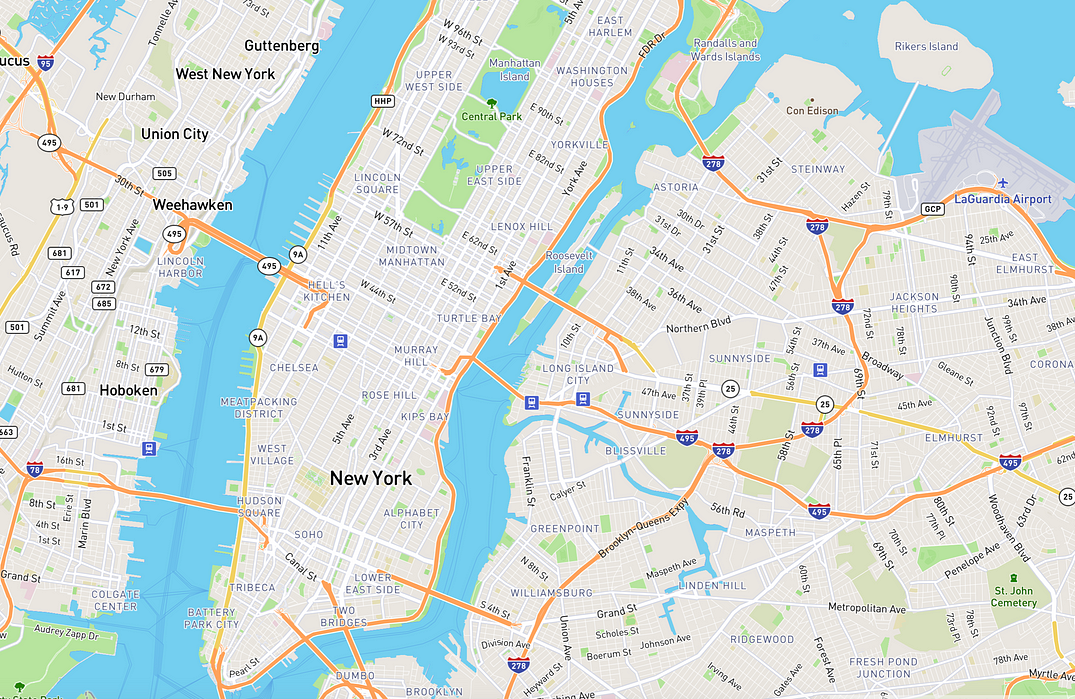 73rd St
Tonnelle Av
Guttenberg
W 96th St
W 93rd St
5th Av
EAST
HARLEM
FDR Dr
Randalls and
Wards Islands
Rikers Island
ucus
95
West New York
UPPER
WEST SIDE
Manhattan
Island
WASHINGTON
HOUSES
New Durham
HHP
Central Park
E 90th St
Con Edison
Union City
495
W 72nd St
YORKVILLE
E 82nd St
278
31st St
STEINWAY
505
30th St
LINCOLN
SQUARE
UPPER
EAST SIDE
York Ave
ASTORIA
Hazen St
79th St
LaGuardia Airport
1-9
501
Weehawken
11th Ave
W 57th St
LENOX HILL
30th Dr
31st Dr
31st St
38th St
278
GCP
caucus Rd
495
New York Ave
E 62nd St
94th St
25th Ave
681
9A
MIDTOWN
MANHATTAN
Roosevelt
Island
11th St
34th Ave
44th St
EAST
ELMHURST
617
LINCOLN
HARBOR
495
1st Ave
47th St
90th St
672
HELL'S
KITCHEN
W 44th St
E 52nd St
38th Ave
36th Ave
JACKSON
HEIGHTS
34th Ave
685
278
Summit Ave
501
12th St
TURTLE BAY
10th St
Northern Blvd
72nd St
78th St
Junction Blvd
99th St
38th
9A
MURRAY
HILL
54th St
37th Ave
8th St
679
CHELSEA
LONG ISLAND
CITY
SUNNYSIDE
56th St
Broadway
Gleane St
CORONA
Hutton St
681
Hoboken
ROSE HILL
47th Ave
37th St
39th Pl
25
25
45th Ave
MEATPACKING
DISTRICT
KIPS BAY
SUNNYSIDE
46th St
92nd St
97th St
663
1st St
5th Ave
3rd Ave
495
278
278
58th St
65th Pl
71st St
ELMHURST
WEST
VILLAGE
BLISSVILLE
495
62nd
78
16th St
New York
Franklin St
Calyer St
25
8th St
Erie St
Marin Blvd
HUDSON
SQUARE
ALPHABET
CITY
56th Rd
495
80th St
77th Pl
Woodhaven Blvd
63rd Dr
4th St
1st St
SOHO
GREENPOINT
Brooklyn-Queens Expy
MASPETH
70th St
69th St
Canal St
N 8th St
Maspeth Ave
60th St
Penelope Ave
Grand St
TRIBECA
LOWER
EAST SIDE
WILLIAMSBURG
LINDEN HILL
St. John
Cemetery
COLGATE
CENTER
BATTERY
PARK CITY
TWO
BRIDGES
S 4th St
Grand St
Metropolitan Ave
Audrey Zapp Dr
Union Ave
Scholes St
Johnson Ave
RIDGEWOOD
73rd Pl
78th St
Division Ave
Boerum St
Forest Ave
FRESH POND
JUNCTION
78th Ave
Pearl St
278
Heyward St
Irving Ave
Gates Ave
Myrtle Ave
DUMBO
BROOKLYN